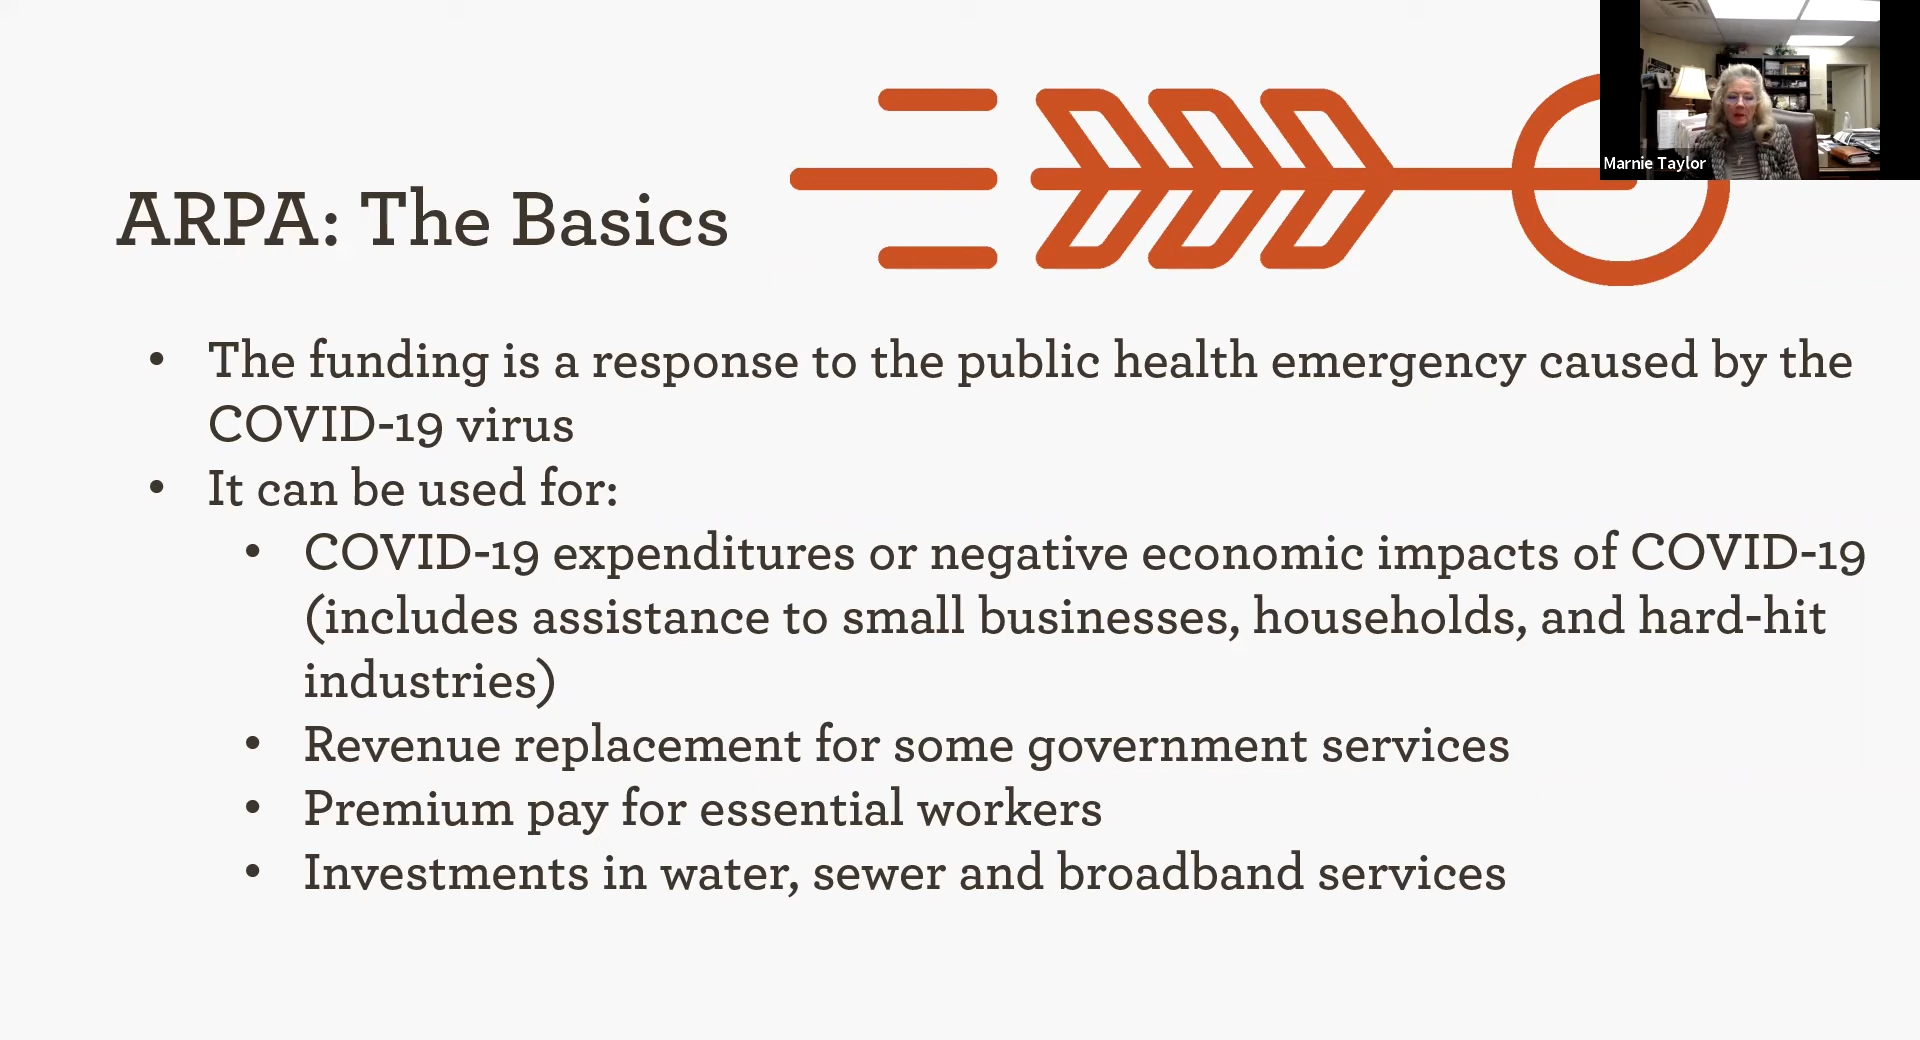 Marnie Taylor
ARPA: The Basics
• The funding is a response to the public health emergency caused by the
COVID-19 virus
• It can be used for:
• COVID-19 expenditures or negative economic impacts of COVID-19
(includes assistance to small businesses, households, and hard-hit
industries)
• Revenue replacement for some government services
• Premium pay for essential workers
• Investments in water, sewer and broadband services